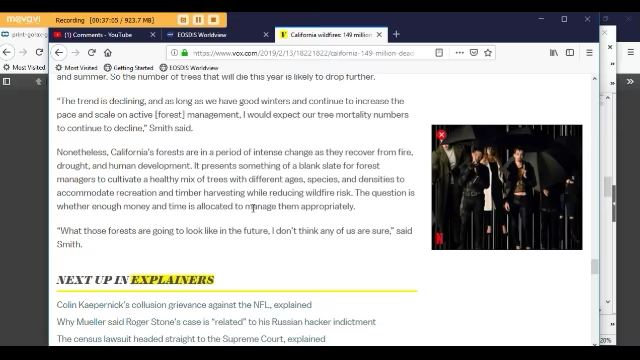 movavi
Recording 00:37:05 / 923.7 MB
(1) Comments - YouTube
EOSDIS Worldview
California wildfires: 149 million
https://www.vox.com/2019/2/13/18221822/california-149-million-dead
Most Visited
Most Visited Getting Started EOSDIS Worldview
and summer. So the number of trees that will die this year is likely to drop further.
“The trend is declining, and as long as we have good winters and continue to increase the
pace and scale on active [forest] management, I would expect our tree mortality numbers
to continue to decline,” Smith said.
Nonetheless, California’s forests are in a period of intense change as they recover from fire,
drought, and human development. It presents something of a blank slate for forest
managers to cultivate a healthy mix of trees with different ages, species, and densities to
accommodate recreation and timber harvesting while reducing wildfire risk. The question is
whether enough money and time is allocated to manage them appropriately.
“What those forests are going to look like in the future, I don’t think any of us are sure,” said
Smith.
NEXT UP IN EXPLAINERS
Colin Kaepernick’s collusion grievance against the NFL, explained
Why Mueller said Roger Stone’s case is “related” to his Russian hacker indictment
The census lawsuit headed straight to the Supreme Court, explained
20%